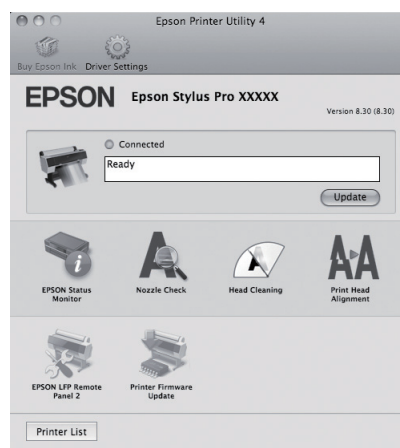 Epson Printer Utility 4
Buy Epson Ink Driver Settings
EPSON Epson Stylus Pro XXXXX
Version 8.30 (8.30)
Connected
Ready
Update
EPSON Status
Monitor
Nozzle Check
Head Cleaning
Print Head
Alignment
EPSON LFP Remote
Panel 2
Printer Firmware
Update
Printer List